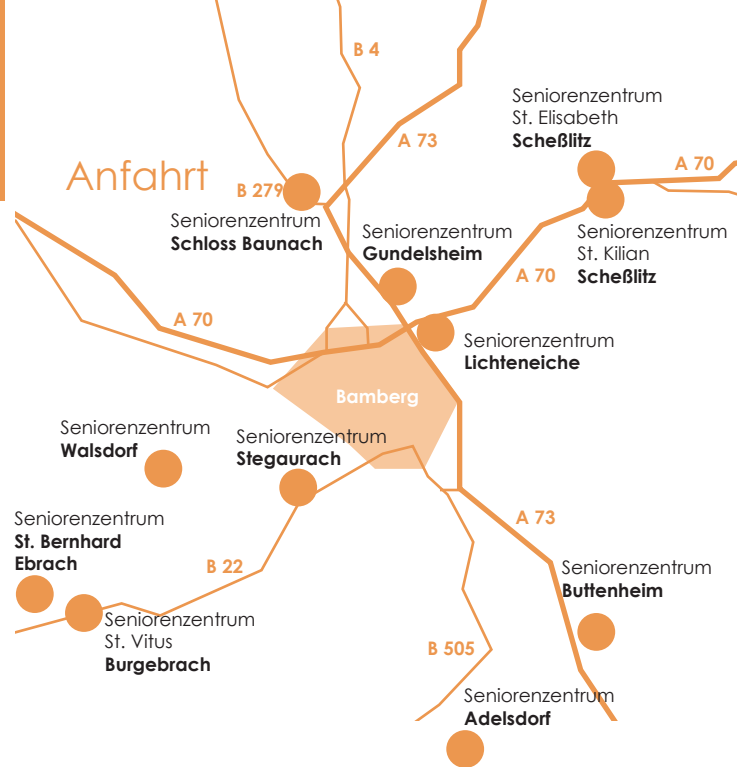 B 4
Seniorenzentrum
St. Elisabeth
Scheßlitz
A 73
A 70
Anfahrt
B 279
Seniorenzentrum
Schloss Baunach
Seniorenzentrum
Gundelsheim
Seniorenzentrum
St. Kilian
Scheßlitz
A 70
A 70
Seniorenzentrum
Lichteneiche
Bamberg
Seniorenzentrum
Walsdorf
Seniorenzentrum
Stegaurach
Seniorenzentrum
St. Bernhard
Ebrach
A 73
B 22
Seniorenzentrum
Buttenheim
Seniorenzentrum
St. Vitus
Burgebrach
B 505
Seniorenzentrum
Adelsdorf